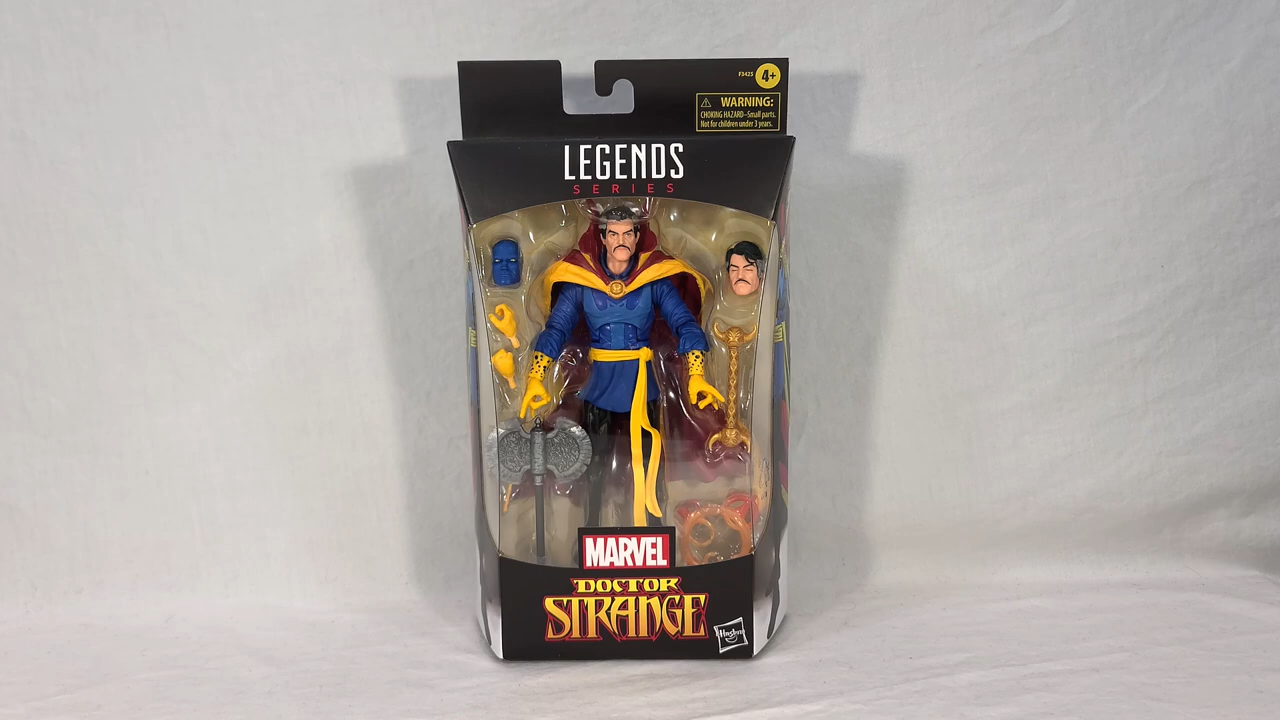 F3425 4+
⚠ WARNING:
CHOKING HAZARD–Small parts.
Not for children under 3 years.
LEGENDS
SERIES
MARVEL
DOCTOR
STRANGE
Hasbro